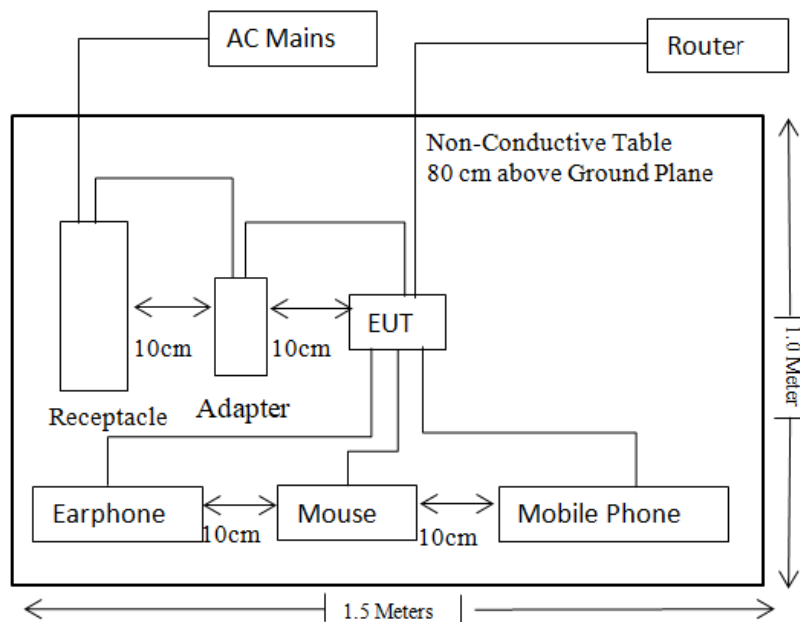 AC Mains
Router
Non-Conductive Table
80 cm above Ground Plane
EUT
10cm
10cm
Receptacle
Adapter
Earphone
Mouse
Mobile Phone
10cm
10cm
1.0 Meter
1.5 Meters